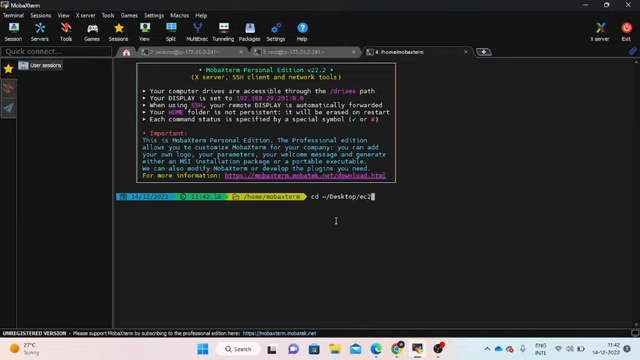 MobaXterm
Terminal Sessions View X server Tools Games Settings Macros Help
Session Servers Tools Games Sessions View Split MultiExec Tunneling Packages Settings Help X server Exit
Quick connect...
4. /home/mobaxterm
User sessions
• MobaXterm Personal Edition v22.2 •
(X server, SSH client and network tools)
► Your computer drives are accessible through the /drives path
► Your DISPLAY is set to 192.168.29.201:0.0
► When using SSH, your remote DISPLAY is automatically forwarded
► Your HOME folder is not persistent: it will be erased on restart
► Each command status is specified by a special symbol (✓ or ✗)
• Important:
This is MobaXterm Personal Edition. The Professional edition
allows you to customize MobaXterm for your company: you can add
your own logo, your parameters, your welcome message and generate
either an MSI installation package or a portable executable.
We can also modify MobaXterm or develop the plugins you need.
For more information: https://mobaxterm.mobatek.net/download.html
14/12/2022 11:42.18 /home/mobaxterm cd ~/Desktop/ec2
UNREGISTERED VERSION - Please support MobaXterm by subscribing to the professional edition here: https://mobaxterm.mobatek.net
27°C
Sunny
Search
ENG
INTL
11:42
14-12-2022